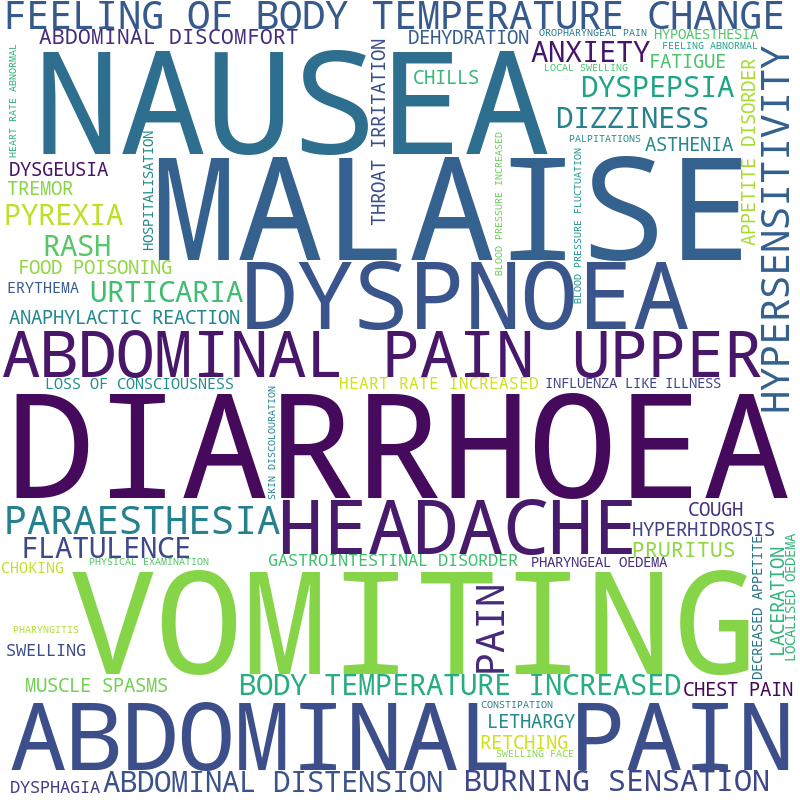 FEELING OF BODY TEMPERATURE CHANGE
ABDOMINAL DISCOMFORT
DEHYDRATION
OROPHARYNGEAL PAIN
HYPOAESTHESIA
ANXIETY
FEELING ABNORMAL
HEART RATE ABNORMAL
NAUSEA
THROAT IRRITATION
CHILLS
LOCAL SWELLING
FATIGUE
DYSPEPSIA
APPETITE DISORDER
HYPERSENSITIVITY
DIZZINESS
PALPITATIONS
ASTHENIA
DYSGEUSIA
TREMOR
HOSPITALISATION
MALAISE
BLOOD PRESSURE INCREASED
BLOOD PRESSURE FLUCTUATION
PYREXIA
RASH
FOOD POISONING
DYSPNOEA
ERYTHEMA
URTICARIA
ANAPHYLACTIC REACTION
ABDOMINAL PAIN UPPER
LOSS OF CONSCIOUSNESS
HEART RATE INCREASED
INFLUENZA LIKE ILLNESS
SKIN DISCOLOURATION
DIARRHOEA
PARAESTHESIA
HEADACHE
COUGH
HYPERHIDROSIS
FLATULENCE
PRURITUS
CHOKING
PHYSICAL EXAMINATION
GASTROINTESTINAL DISORDER
PHARYNGEAL OEDEMA
DECREASED APPETITE
LACERATION
LOCALISED OEDEMA
VOMITING
PAIN
PHARYNGITIS
SWELLING
MUSCLE SPASMS
BODY TEMPERATURE INCREASED
CHEST PAIN
ABDOMINAL PAIN
CONSTIPATION
LETHARGY
RETCHING
SWELLING FACE
DYSPHAGIA
ABDOMINAL DISTENSION
BURNING SENSATION